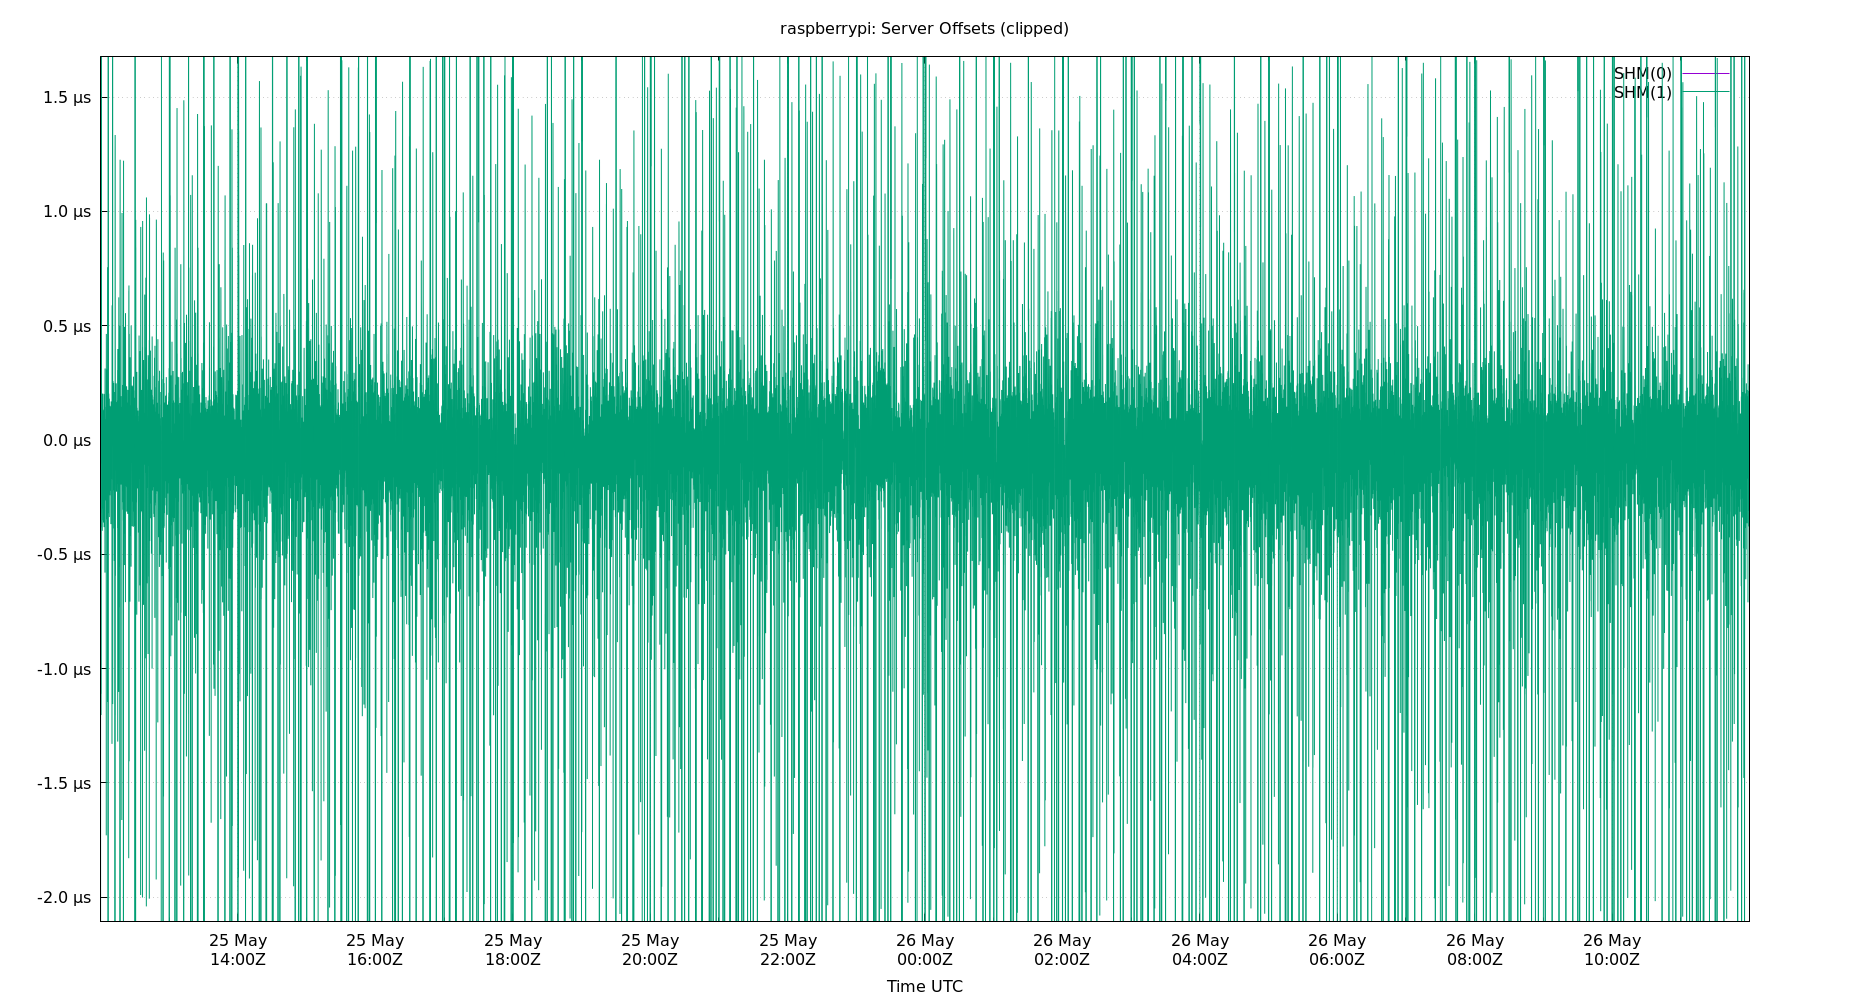 raspberrypi: Server Offsets (clipped)
SHM(0)
SHM(1)
1.5 µs
1.0 µs
0.5 µs
0.0 µs
-0.5 µs
-1.0 µs
-1.5 µs
-2.0 µs
25 May 25 May 25 May 25 May 25 May 26 May 26 May 26 May 26 May 26 May 26 May
14:00Z 16:00Z 18:00Z 20:00Z 22:00Z 00:00Z 02:00Z 04:00Z 06:00Z 08:00Z 10:00Z
Time UTC